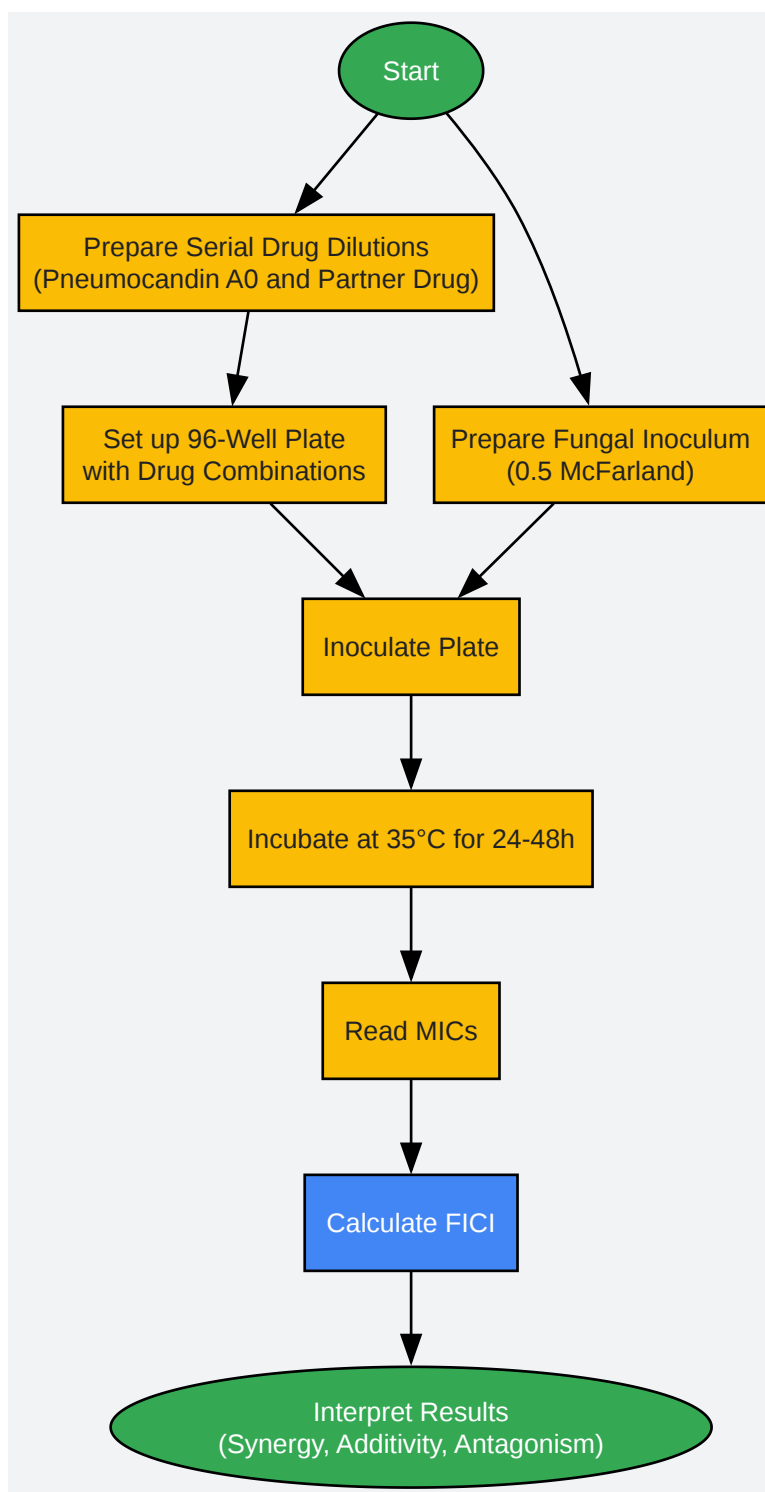 Start
Prepare Serial Drug Dilutions
(Pneumocandin A0 and Partner Drug)
Set up 96-Well Plate
with Drug Combinations
Prepare Fungal Inoculum
(0.5 McFarland)
Inoculate Plate
Incubate at 35°C for 24-48h
Read MICs
Calculate FICI
Interpret Results
(Synergy, Additivity, Antagonism)